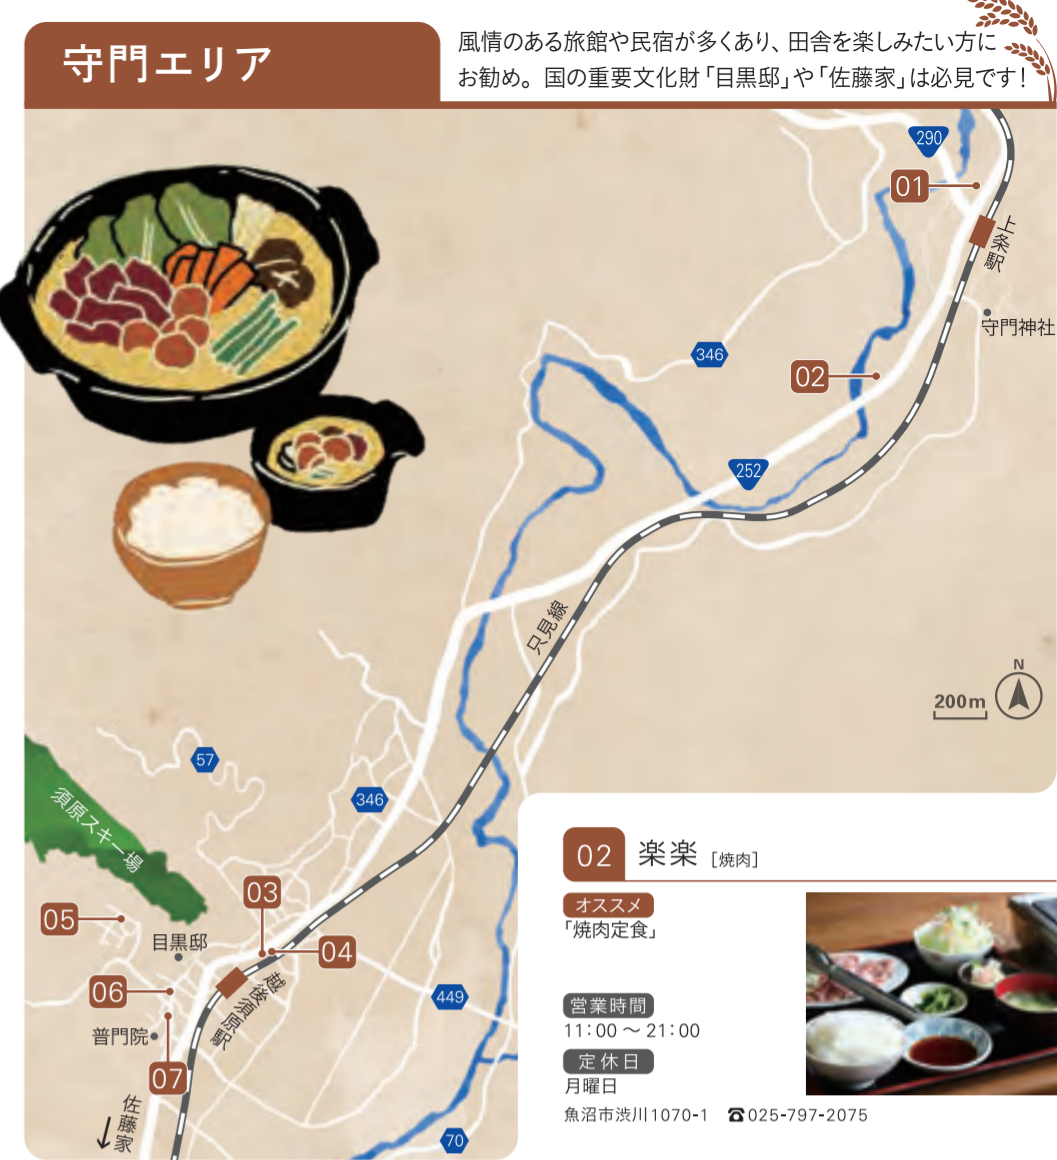 守門エリア
風情のある旅館や民宿が多くあり、田舎を楽しみたい方に
お勧め。国の重要文化財「目黒邸」や「佐藤家」は必見です！
290
01
上条駅
守門神社
346
02
252
只見線
N
200m
57
346
須原スキー場
03
05
04
目黒邸
06
越後須原駅
449
普門院
07
佐藤家
70
02 楽楽 [焼肉]
オススメ
「焼肉定食」
営業時間
11：00 ～ 21：00
定休日
月曜日
魚沼市渋川1070-1 ☎025-797-2075